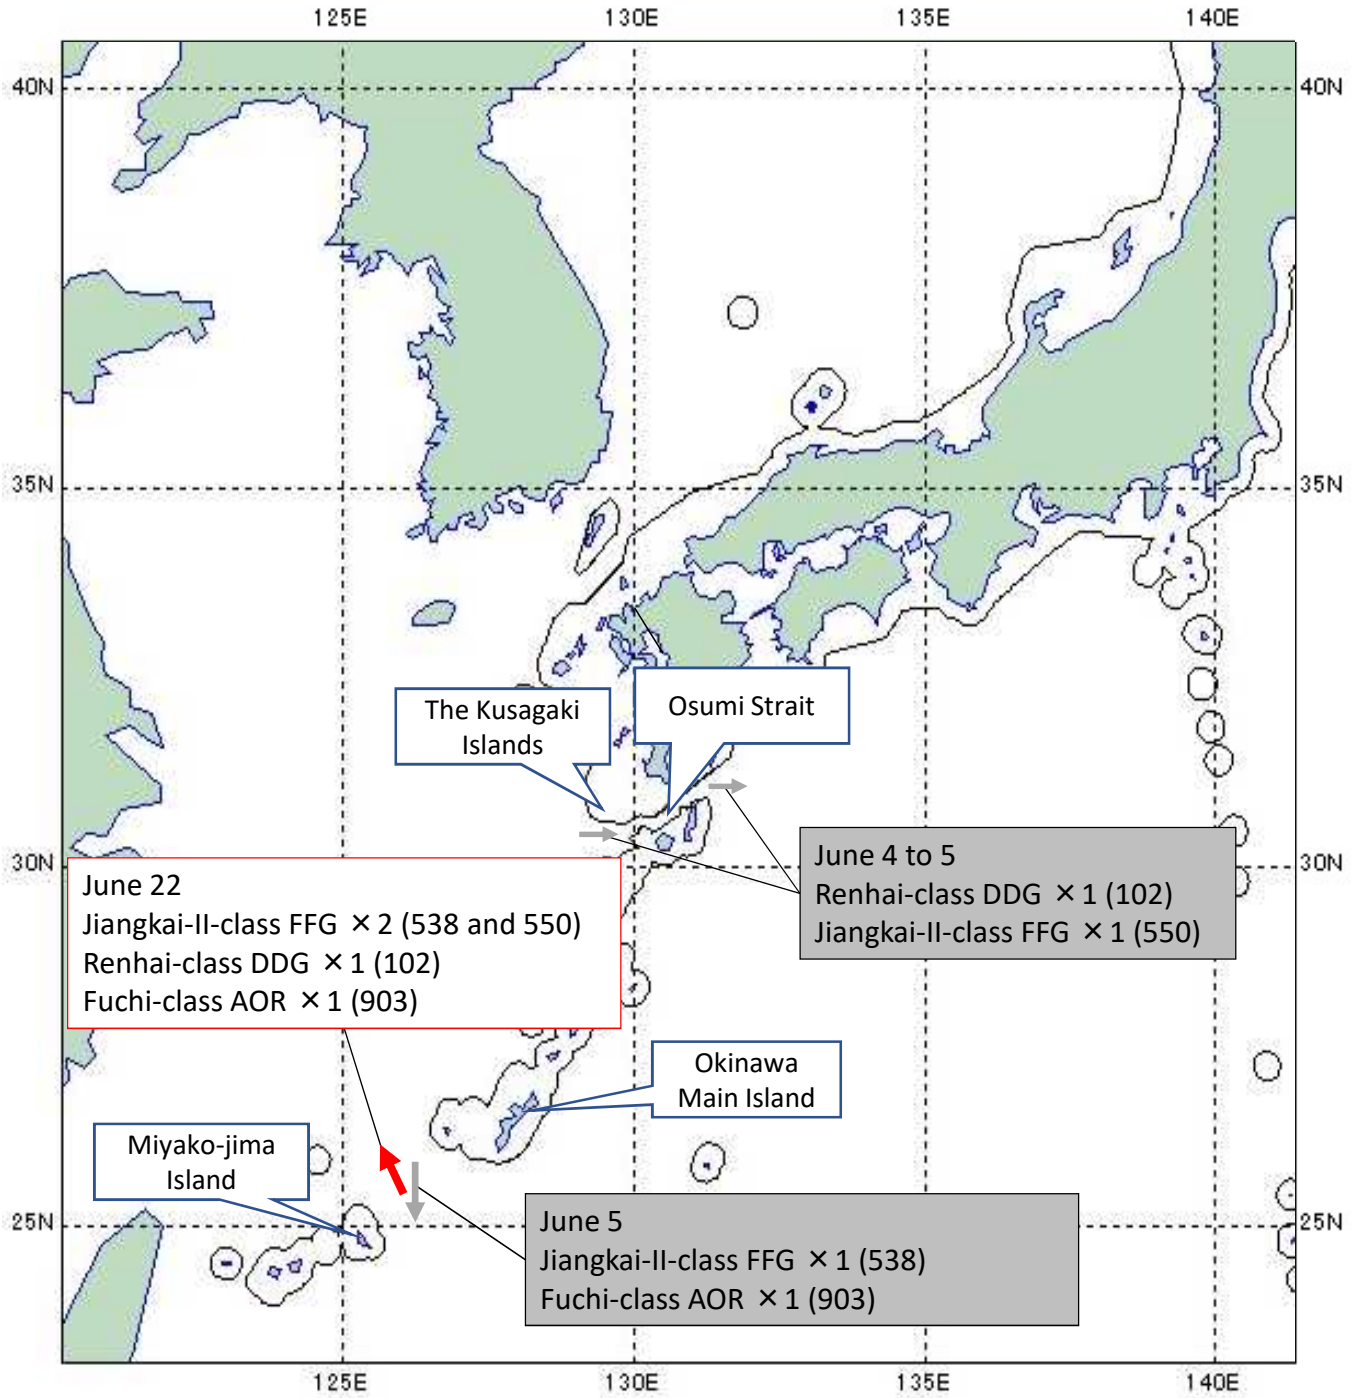 125E 130E 135E 140E
40N 40N
35N 35N
The Kusagaki
Islands
Osumi Strait
30N 30N
June 22
Jiangkai-II-class FFG ×2 (538 and 550)
Renhai-class DDG ×1 (102)
Fuchi-class AOR ×1 (903)
June 4 to 5
Renhai-class DDG ×1 (102)
Jiangkai-II-class FFG ×1 (550)
Okinawa
Main Island
Miyako-jima
Island
25N 25N
June 5
Jiangkai-II-class FFG ×1 (538)
Fuchi-class AOR ×1 (903)
125E 130E 135E 140E